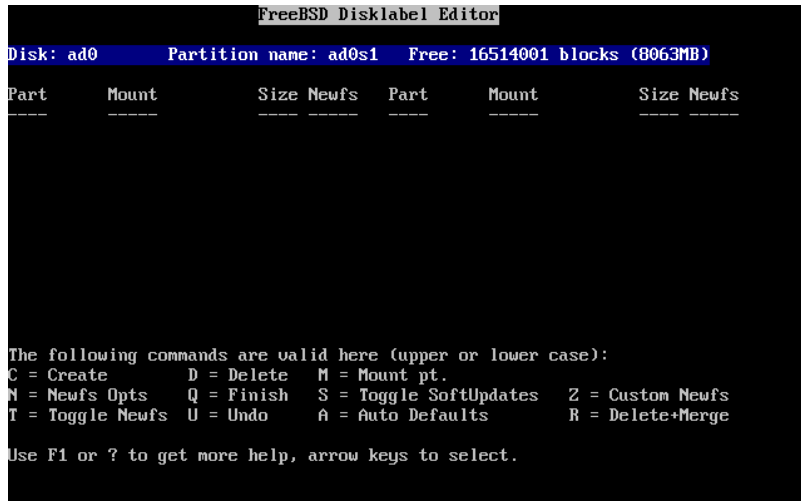 FreeBSD Disklabel Editor
Disk: ad0 Partition name: ad0s1 Free: 16514001 blocks (8063MB)
Part Mount Size Newfs Part Mount Size Newfs
---- ----- ---- ----- ---- ----- ---- -----
The following commands are valid here (upper or lower case):
C = Create D = Delete M = Mount pt.
N = Newfs Opts Q = Finish S = Toggle SoftUpdates Z = Custom Newfs
T = Toggle Newfs U = Undo A = Auto Defaults R = Delete+Merge
Use F1 or ? to get more help, arrow keys to select.